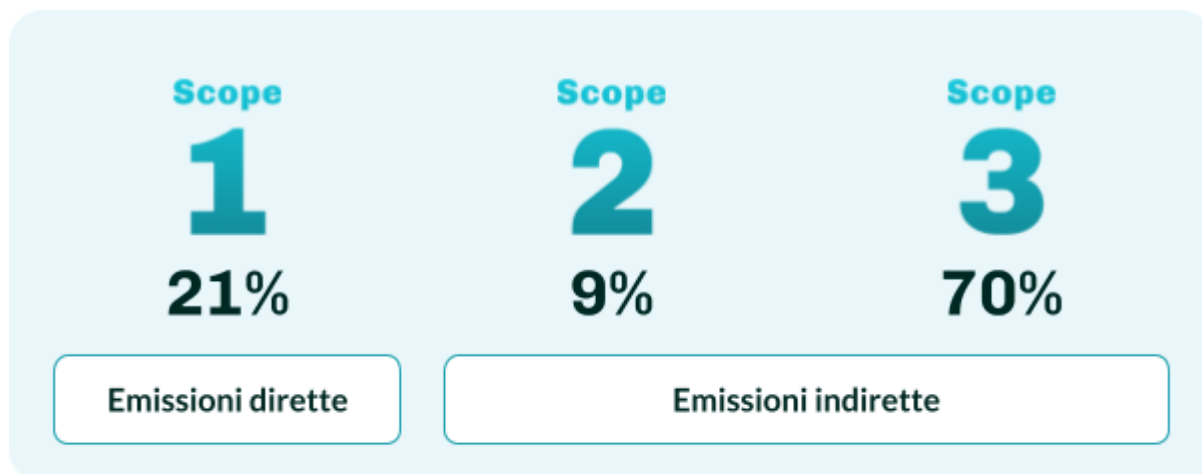 Scope
1
21%
Scope
2
9%
Scope
3
70%
Emissioni dirette
Emissioni indirette